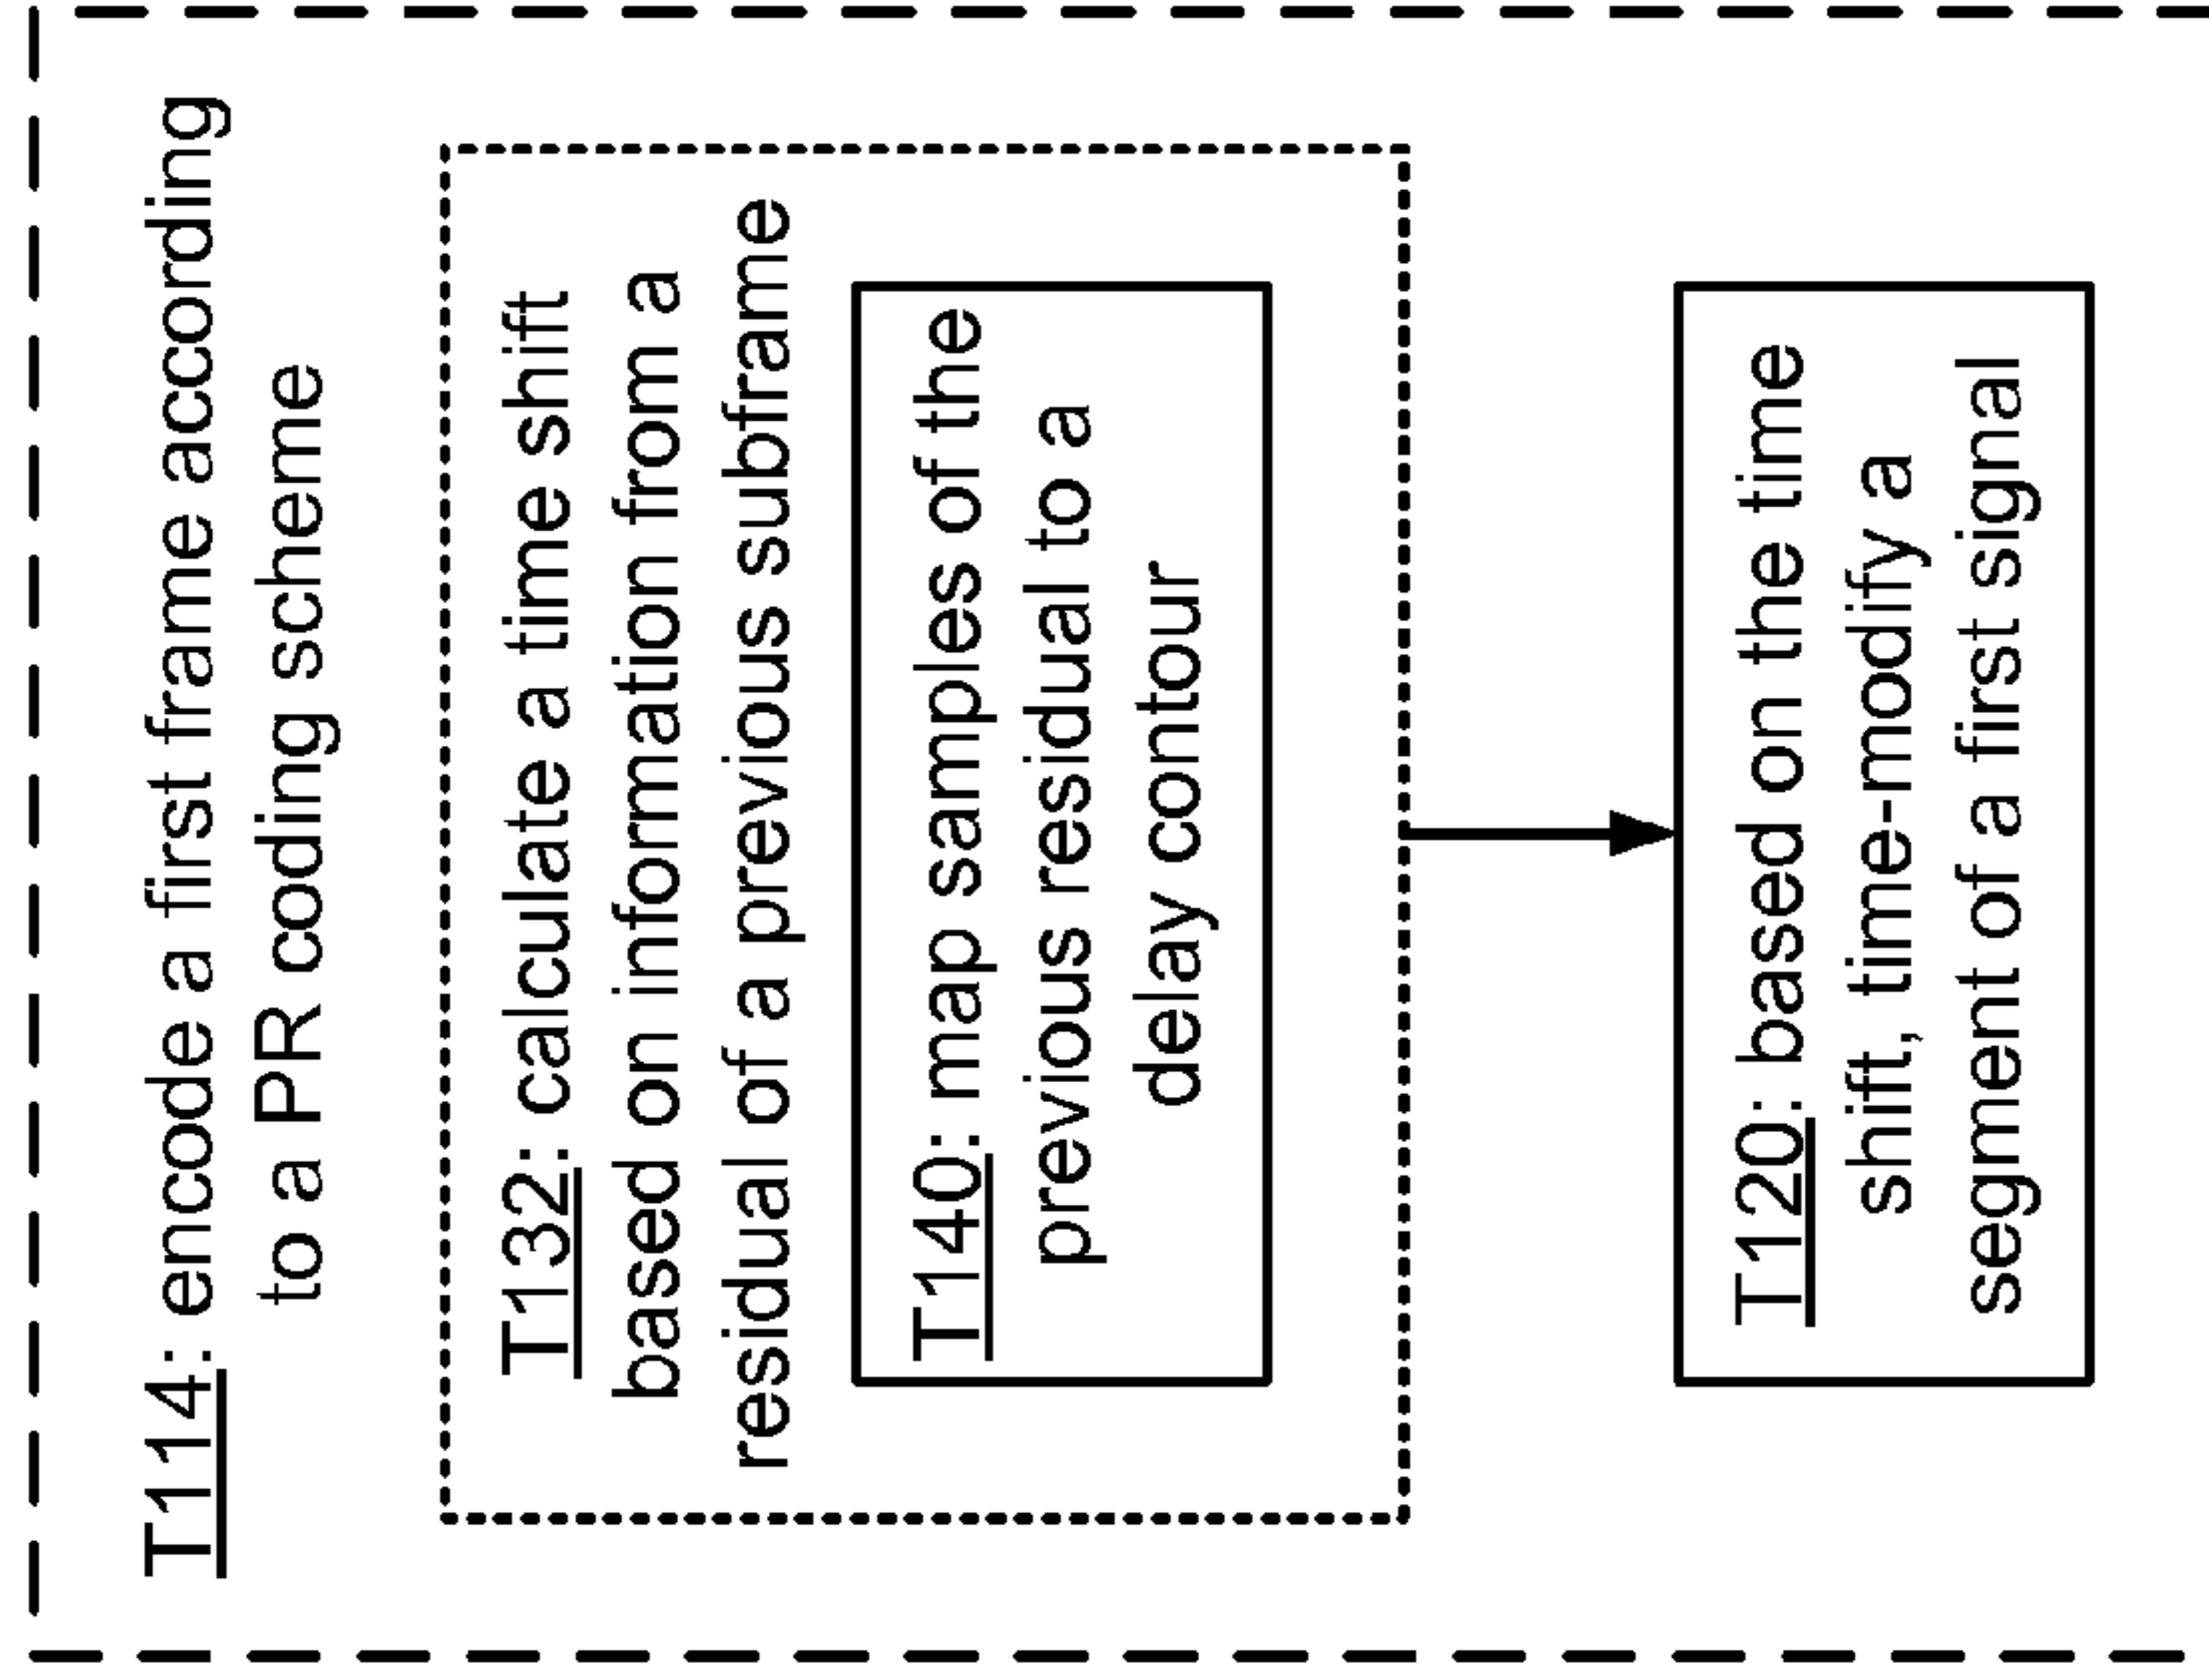 T114: encode a first frame according
to a PR coding scheme
T132: calculate a time shift
based on information from a
residual of a previous subframe
T140: map samples of the
previous residual to a
delay contour
T120: based on the time
shift, time-modify a
segment of a first signal